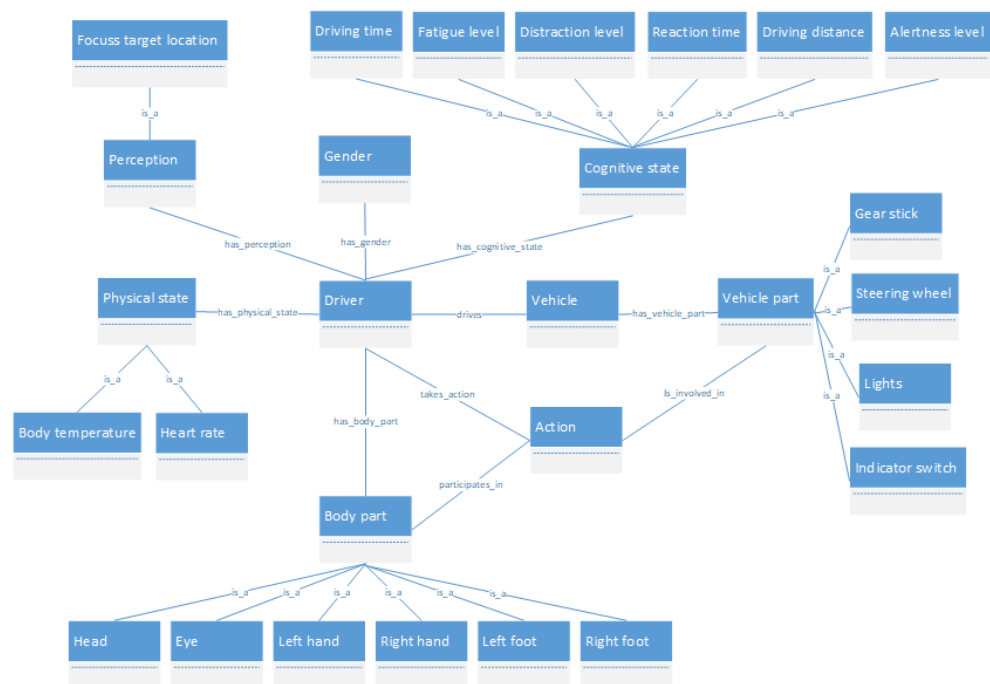 Focuss target location
Driving time
Fatigue level
Distraction level
Reaction time
Driving distance
Alertness level
is_a
is_a
is_a
is_a
is_a
is_a
Perception
Gender
Cognitive state
Gear stick
has_perception
has_gender
has_cognitive_state
is_a
Physical state
has_physical_state
Driver
drives
Vehicle
has_vehicle_part
Vehicle part
is_a
Steering wheel
is_a
is_a
is_a
Lights
is_a
takes_action
Is_involved_in
has_body_part
Body temperature
Heart rate
Action
Indicator switch
participates_in
Body part
is_a
is_a
is_a
is_a
is_a
is_a
Head
Eye
Left hand
Right hand
Left foot
Right foot